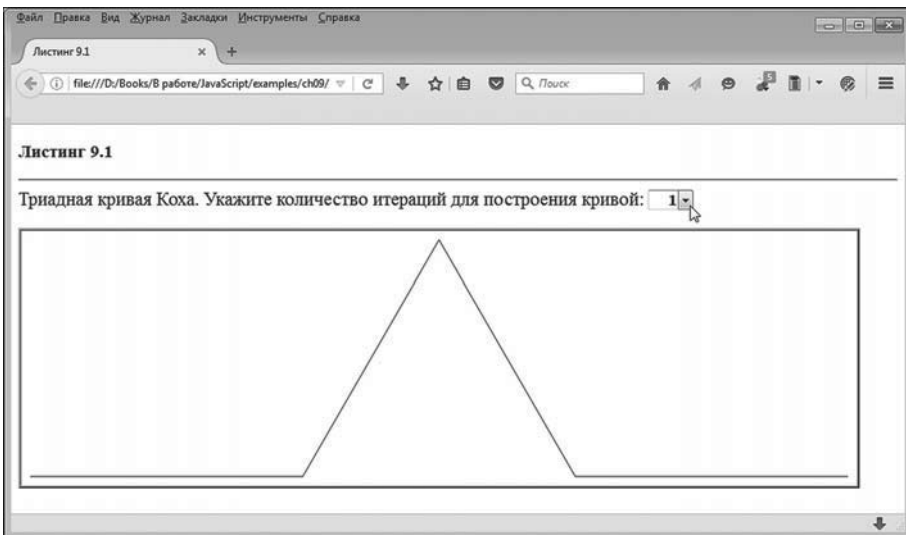 Файл Правка Вид Журнал Закладки Инструменты Справка
Листинг 9.1 × +
file:///D:/Books/В работе/JavaScript/examples/ch09/ Поиск 5
Листинг 9.1
Триадная кривая Коха. Укажите количество итераций для построения кривой: 1